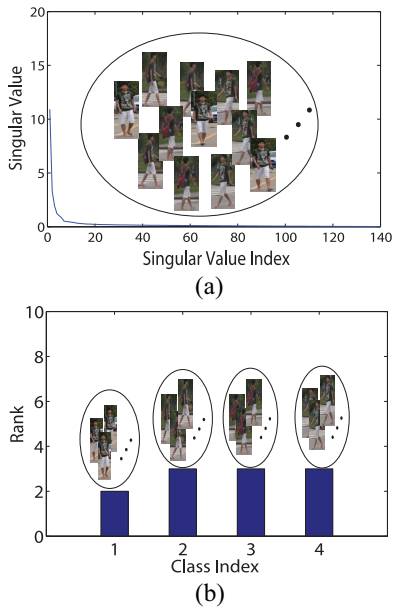 20
15
10
5
0
Singular Value
0 20 40 60 80 100 120 140
Singular Value Index
(a)
10
8
6
4
2
0
Rank
1 2 3 4
Class Index
(b)